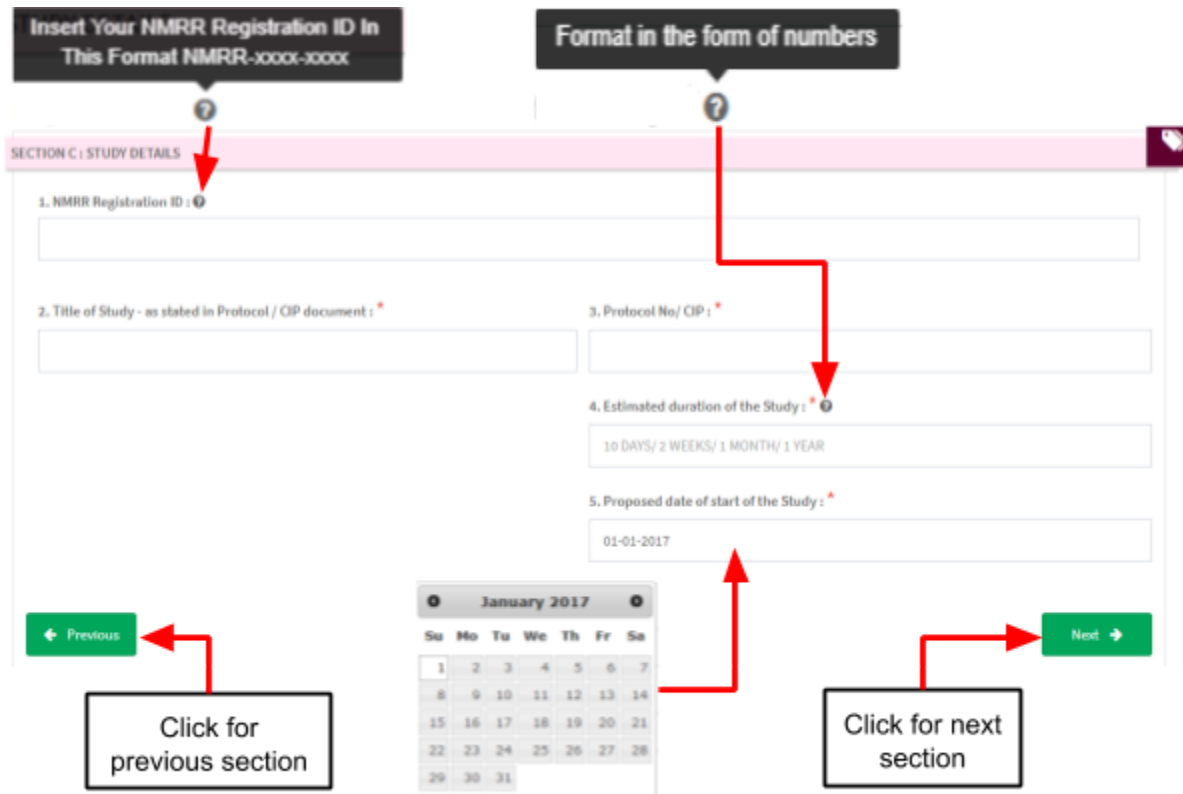 Insert Your NMRR Registration ID In
This Format NMRR-xxxx-xxxx
Format in the form of numbers
SECTION C : STUDY DETAILS
1. NMRR Registration ID :
2. Title of Study - as stated in Protocol / CIP document : *
3. Protocol No/ CIP : *
4. Estimated duration of the Study : *
10 DAYS/ 2 WEEKS/ 1 MONTH/ 1 YEAR
5. Proposed date of start of the Study : *
01-01-2017
January 2017
Su Mo Tu We Th Fr Sa
1 2 3 4 5 6 7
8 9 10 11 12 13 14
15 16 17 18 19 20 21
22 23 24 25 26 27 28
29 30 31
Previous
Next
Click for
previous section
Click for next
section